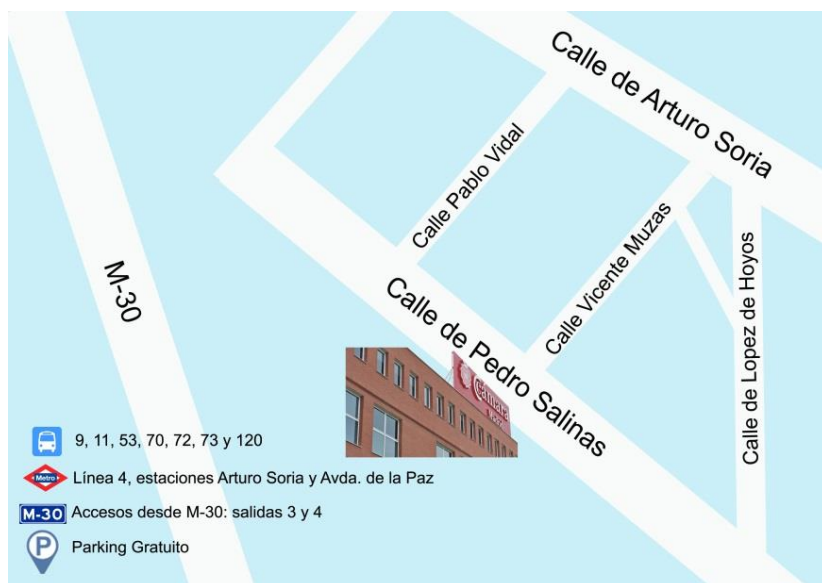 Calle de Arturo Soria
Calle Pablo Vidal
Calle Vicente Muzas
Calle de Lopez de Hoyos
M-30
Calle de Pedro Salinas
Cámara
9, 11, 53, 70, 72, 73 y 120
Metro
Línea 4, estaciones Arturo Soria y Avda. de la Paz
M-30
Accesos desde M-30: salidas 3 y 4
P
Parking Gratuito